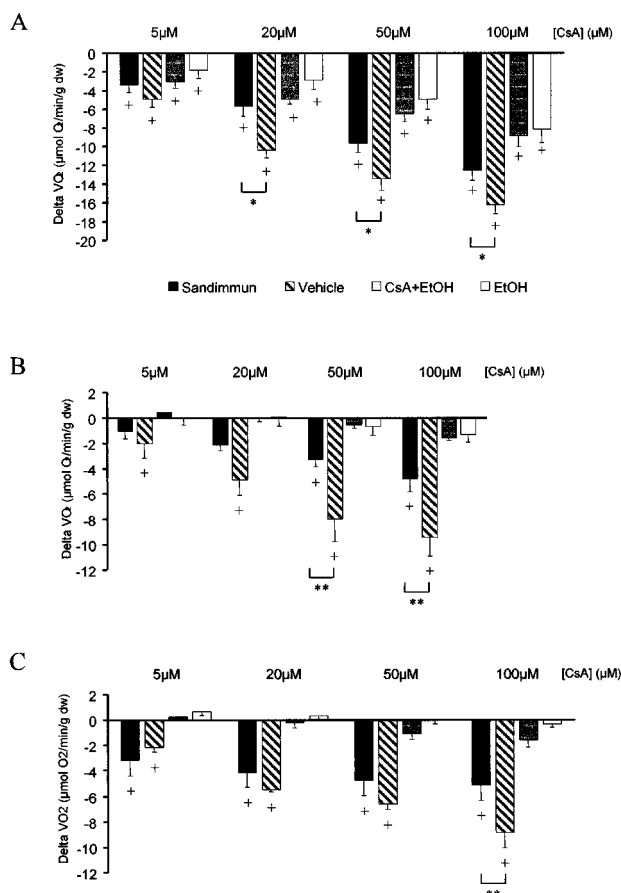 A
5µM 20µM 50µM 100µM [CsA] (µM)
Delta VO₂ (µmol O₂/min/g dw)
0
-2
-4
-6
-8
-10
-12
-14
-16
-18
-20
+ + + + + + + + + + + + + + + +
* * *
Sandimmun Vehicle CsA+EtOH EtOH
B
5µM 20µM 50µM 100µM [CsA] (µM)
Delta VO₂ (µmol O₂/min/g dw)
2
0
-2
-4
-6
-8
-10
-12
+ + + + + +
** **
C
5µM 20µM 50µM 100µM [CsA] (µM)
Delta VO2 (µmol O2/min/g dw)
2
0
-2
-4
-6
-8
-10
-12
+ + + + + + + +
**